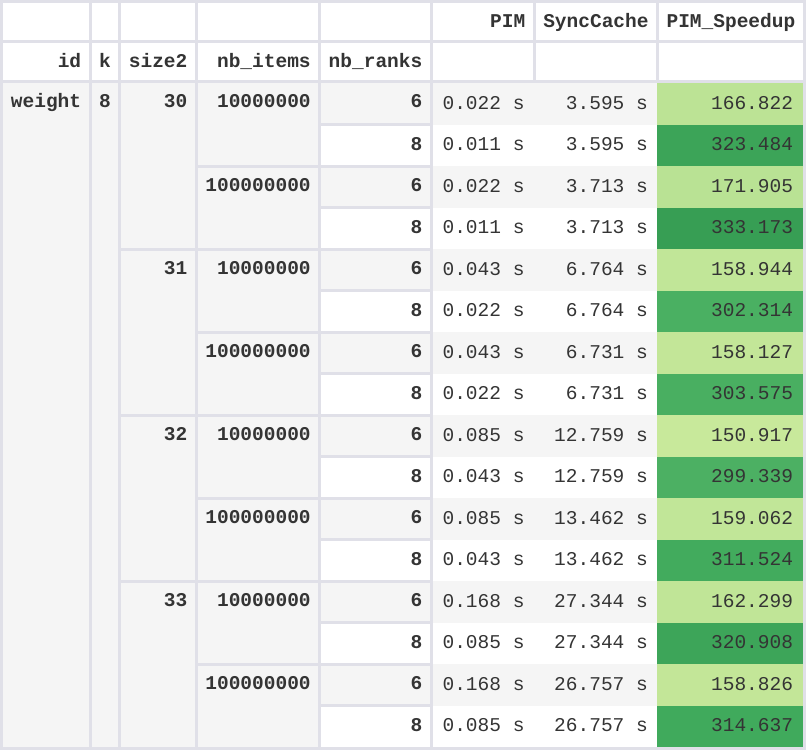 PIM SyncCache PIM_Speedup
id k size2 nb_items nb_ranks
weight 8 30 10000000 6 0.022 s 3.595 s 166.822
8 0.011 s 3.595 s 323.484
100000000 6 0.022 s 3.713 s 171.905
8 0.011 s 3.713 s 333.173
31 10000000 6 0.043 s 6.764 s 158.944
8 0.022 s 6.764 s 302.314
100000000 6 0.043 s 6.731 s 158.127
8 0.022 s 6.731 s 303.575
32 10000000 6 0.085 s 12.759 s 150.917
8 0.043 s 12.759 s 299.339
100000000 6 0.085 s 13.462 s 159.062
8 0.043 s 13.462 s 311.524
33 10000000 6 0.168 s 27.344 s 162.299
8 0.085 s 27.344 s 320.908
100000000 6 0.168 s 26.757 s 158.826
8 0.085 s 26.757 s 314.637